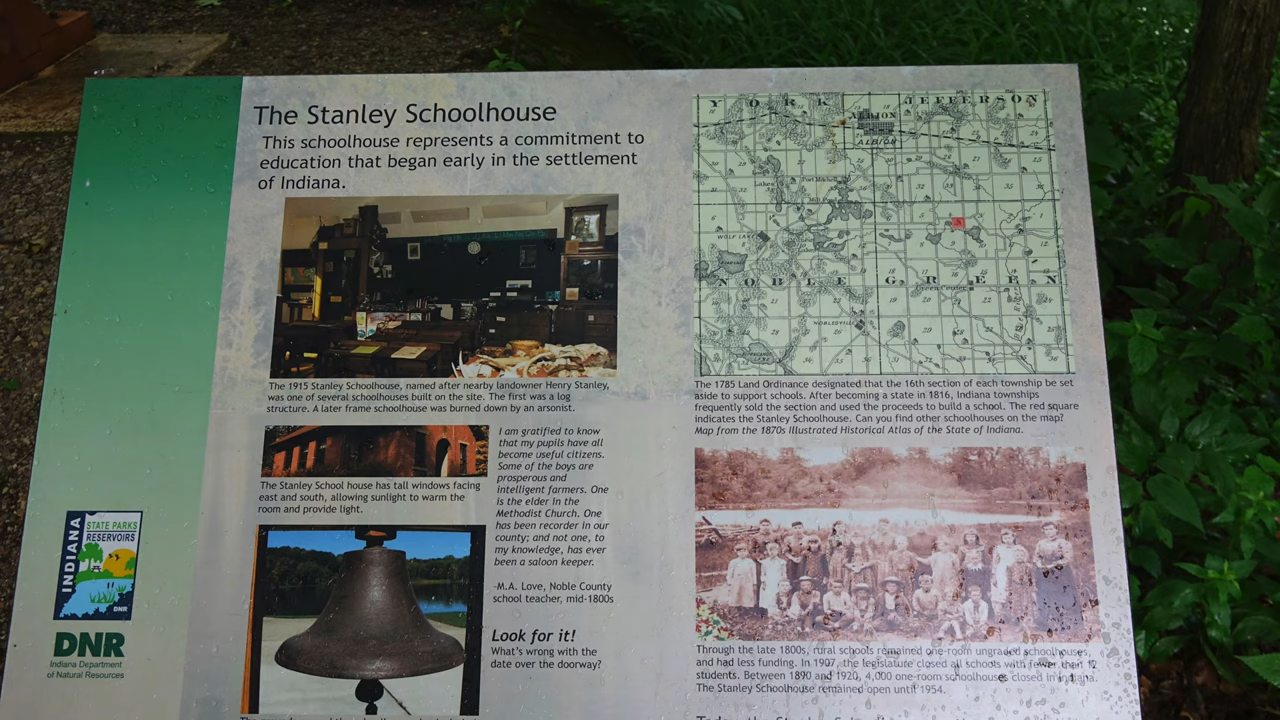 The Stanley Schoolhouse
This schoolhouse represents a commitment to
education that began early in the settlement
of Indiana.
The 1915 Stanley Schoolhouse, named after nearby landowner Henry Stanley,
was one of several schoolhouses built on the site. The first was a log
structure. A later frame schoolhouse was burned down by an arsonist.
The Stanley School house has tall windows facing
east and south, allowing sunlight to warm the
room and provide light.
I am gratified to know
that my pupils have all
become useful citizens.
Some of the boys are
prosperous and
intelligent farmers. One
is the elder in the
Methodist Church. One
has been recorder in our
county; and not one, to
my knowledge, has ever
been a saloon keeper.
-M.A. Love, Noble County
school teacher, mid-1800s
Look for it!
What's wrong with the
date over the doorway?
INDIANA
STATE PARKS
RESERVOIRS
DNR
DNR
Indiana Department
of Natural Resources
YORK JEFFERSON
ALBION
ALBION
WOLF LAKE
NOBLE GREEN
NOBLESVILLE
The 1785 Land Ordinance designated that the 16th section of each township be set
aside to support schools. After becoming a state in 1816, Indiana townships
frequently sold the section and used the proceeds to build a school. The red square
indicates the Stanley Schoolhouse. Can you find other schoolhouses on the map?
Map from the 1870s Illustrated Historical Atlas of the State of Indiana.
Through the late 1800s, rural schools remained one-room ungraded schoolhouses,
and had less funding. In 1907, the legislature closed all schools with fewer than 12
students. Between 1890 and 1920, 4,000 one-room schoolhouses closed in Indiana.
The Stanley Schoolhouse remained open until 1954.